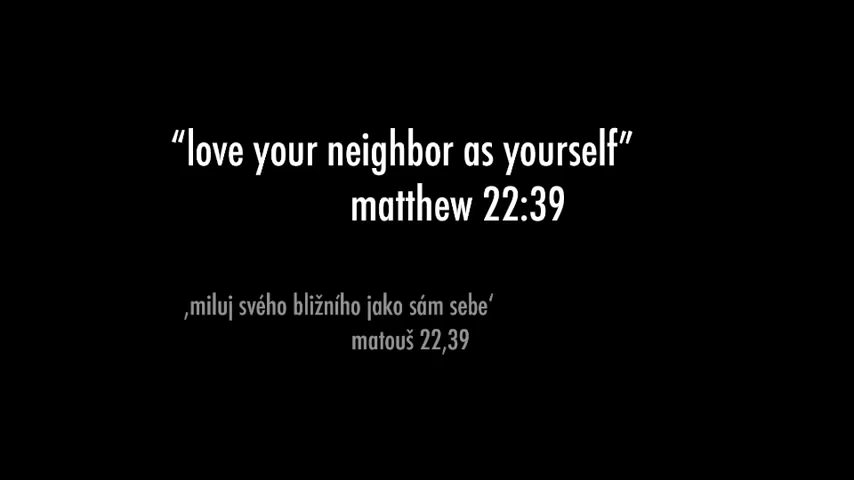 “love your neighbor as yourself”
matthew 22:39
‚miluj svého bližního jako sám sebe‘
matouš 22,39